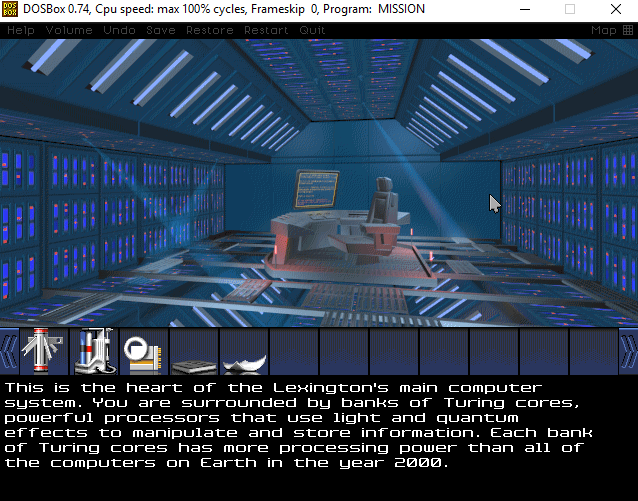 DOSBox 0.74, Cpu speed: max 100% cycles, Frameskip 0, Program: MISSION
Help Volume Undo Save Restore Restart Quit Map
This is the heart of the Lexington's main computer
system. You are surrounded by banks of Turing cores,
powerful processors that use light and quantum
effects to manipulate and store information. Each bank
of Turing cores has more processing power than all of
the computers on Earth in the year 2000.